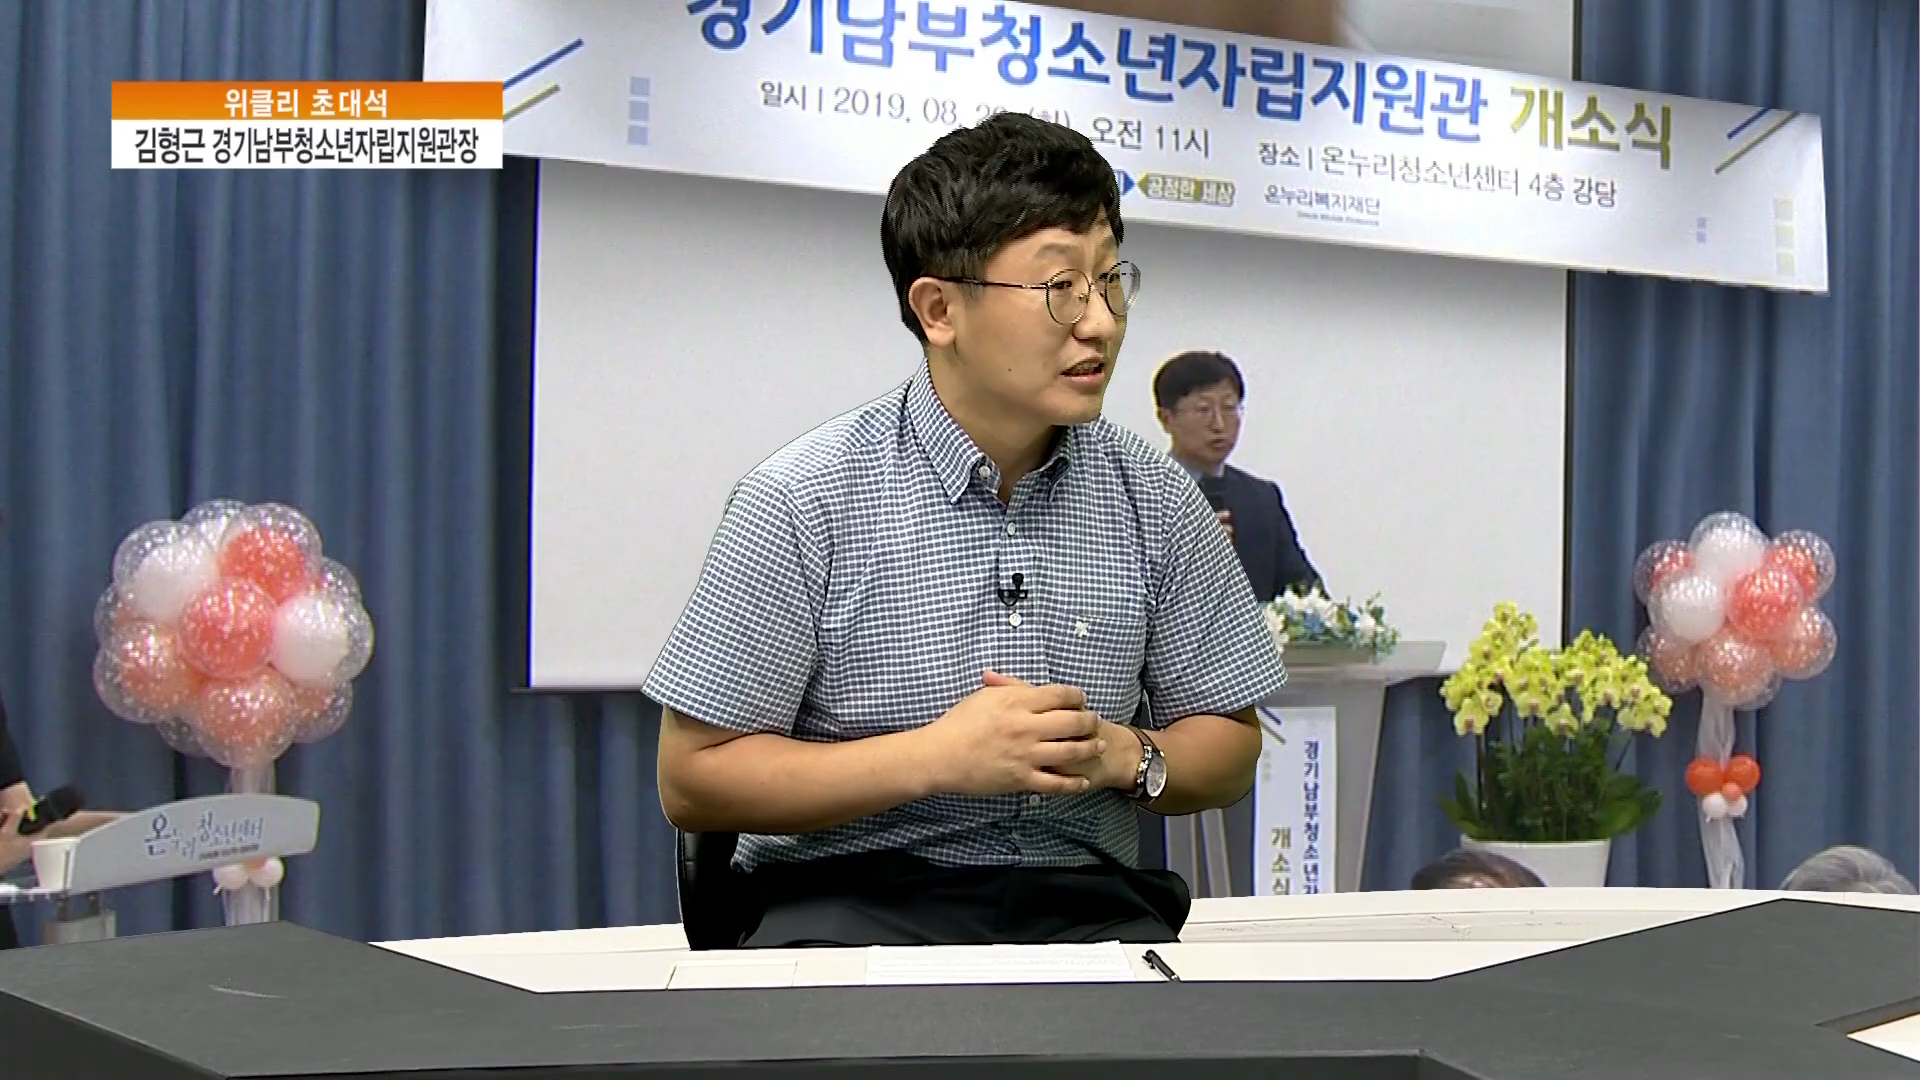 위클리 초대석
김형근 경기남부청소년자립지원관장
경기남부청소년자립지원관 개소식
일시 | 2019. 08. 오전 11시
장소 | 온누리청소년센터 4층 강당
공정한 세상
온누리복지재단
온누리청소년센터
경기남부청소년
개소식